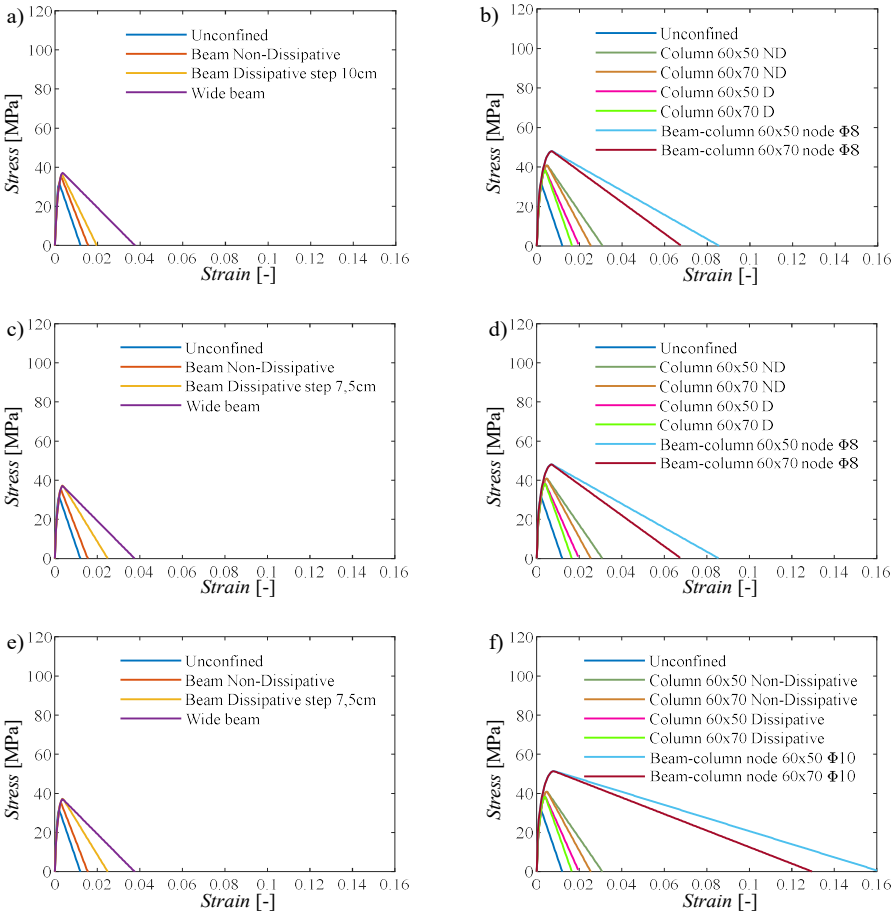 a)
120
100
80
60
40
20
0
Stress [MPa]
Unconfined
Beam Non-Dissipative
Beam Dissipative step 10cm
Wide beam
0 0.02 0.04 0.06 0.08 0.1 0.12 0.14 0.16
Strain [-]
b)
120
100
80
60
40
20
0
Stress [MPa]
Unconfined
Column 60x50 ND
Column 60x70 ND
Column 60x50 D
Column 60x70 D
Beam-column 60x50 node Φ8
Beam-column 60x70 node Φ8
0 0.02 0.04 0.06 0.08 0.1 0.12 0.14 0.16
Strain [-]
c)
120
100
80
60
40
20
0
Stress [MPa]
Unconfined
Beam Non-Dissipative
Beam Dissipative step 7,5cm
Wide beam
0 0.02 0.04 0.06 0.08 0.1 0.12 0.14 0.16
Strain [-]
d)
120
100
80
60
40
20
0
Stress [MPa]
Unconfined
Column 60x50 ND
Column 60x70 ND
Column 60x50 D
Column 60x70 D
Beam-column 60x50 node Φ8
Beam-column 60x70 node Φ8
0 0.02 0.04 0.06 0.08 0.1 0.12 0.14 0.16
Strain [-]
e)
120
100
80
60
40
20
0
Stress [MPa]
Unconfined
Beam Non-Dissipative
Beam Dissipative step 7,5cm
Wide beam
0 0.02 0.04 0.06 0.08 0.1 0.12 0.14 0.16
Strain [-]
f)
120
100
80
60
40
20
0
Stress [MPa]
Unconfined
Column 60x50 Non-Dissipative
Column 60x70 Non-Dissipative
Column 60x50 Dissipative
Column 60x70 Dissipative
Beam-column node 60x50 Φ10
Beam-column node 60x70 Φ10
0 0.02 0.04 0.06 0.08 0.1 0.12 0.14 0.16
Strain [-]